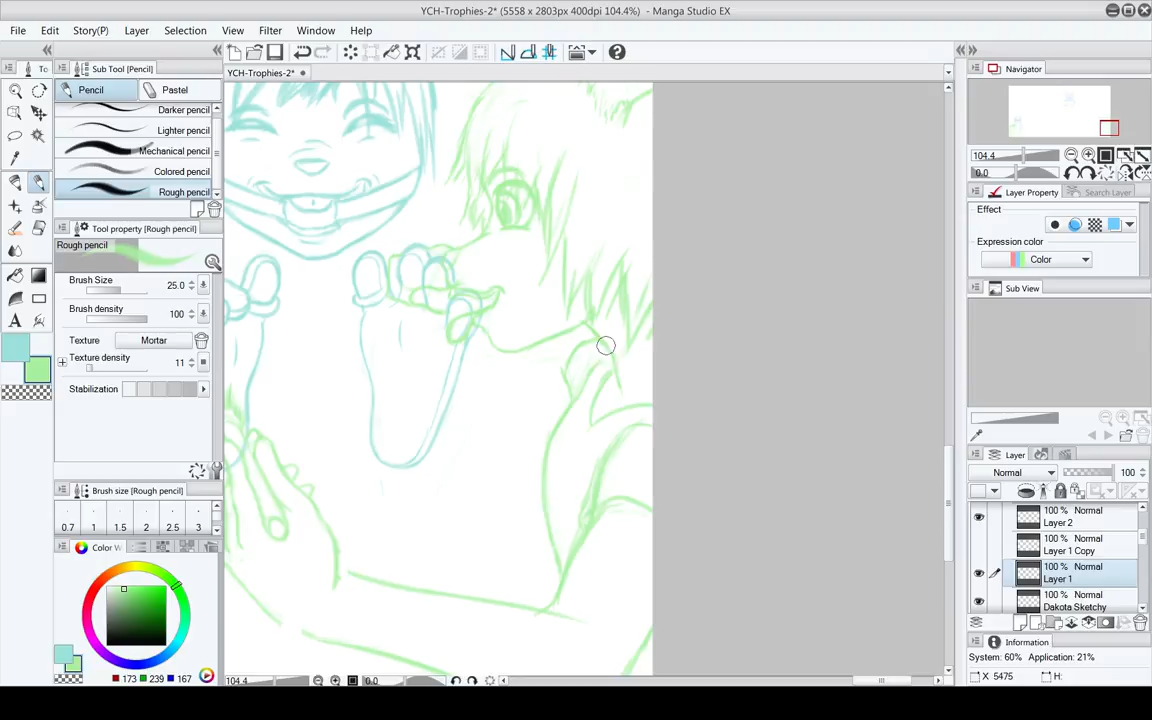 YCH-Trophies-2* (5558 x 2803px 400dpi 104.4%) - Manga Studio EX
File Edit Story(P) Layer Selection View Filter Window Help
To Sub Tool [Pencil]
YCH-Trophies-2*
Navigator
Pencil Pastel
Darker pencil
Lighter pencil
Mechanical pencil
Colored pencil
Rough pencil
104.4
0.0
Layer Property Search Layer
Effect
Tool property [Rough pencil]
Rough pencil
Expression color
Color
Brush Size 25.0
Sub View
Brush density 100
Texture Mortar
Texture density 11
Stabilization
Layer
Normal 100
Brush size [Rough pencil]
0.7 1 1.5 2 2.5 3
100 % Normal
Layer 2
100 % Normal
Layer 1 Copy
Color W
100 % Normal
Layer 1
100 % Normal
Dakota Sketchy
Information
System: 60% Application: 21%
X 5475 H:
173 239 167
104.4 0.0